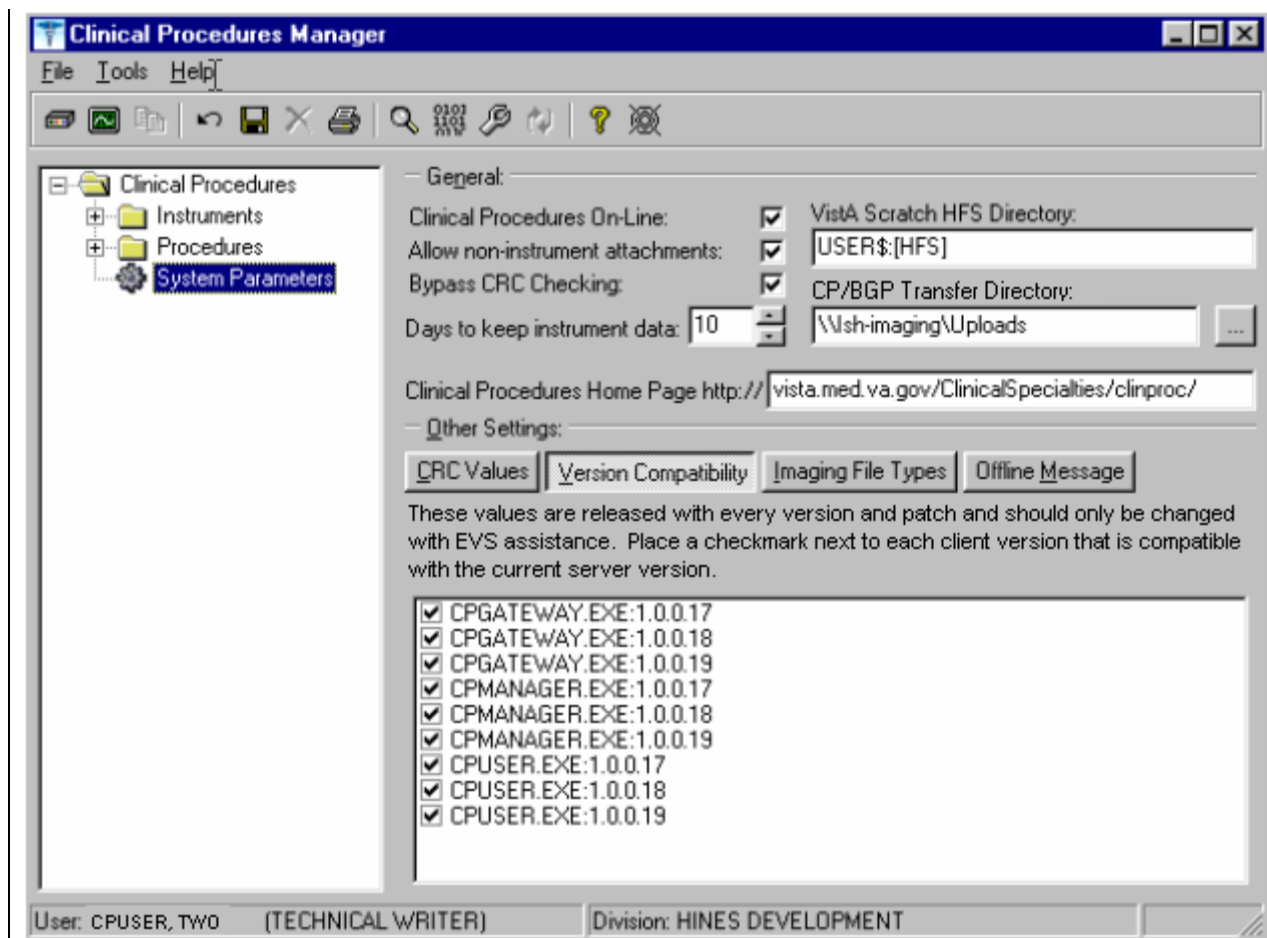 Clinical Procedures Manager
File Tools Help
Clinical Procedures
Instruments
Procedures
System Parameters
General:
Clinical Procedures On-Line:
Allow non-instrument attachments:
Bypass CRC Checking:
Days to keep instrument data: 10
VistA Scratch HFS Directory:
USER$:[HFS]
CP/BGP Transfer Directory:
\\Ish-imaging\Uploads
...
Clinical Procedures Home Page http:// vista.med.va.gov/ClinicalSpecialties/clinproc/
Other Settings:
CRC Values Version Compatibility Imaging File Types Offline Message
These values are released with every version and patch and should only be changed
with EVS assistance. Place a checkmark next to each client version that is compatible
with the current server version.
CPGATEWAY.EXE:1.0.0.17
CPGATEWAY.EXE:1.0.0.18
CPGATEWAY.EXE:1.0.0.19
CPMANAGER.EXE:1.0.0.17
CPMANAGER.EXE:1.0.0.18
CPMANAGER.EXE:1.0.0.19
CPUSER.EXE:1.0.0.17
CPUSER.EXE:1.0.0.18
CPUSER.EXE:1.0.0.19
User: CPUSER, TWO (TECHNICAL WRITER) Division: HINES DEVELOPMENT